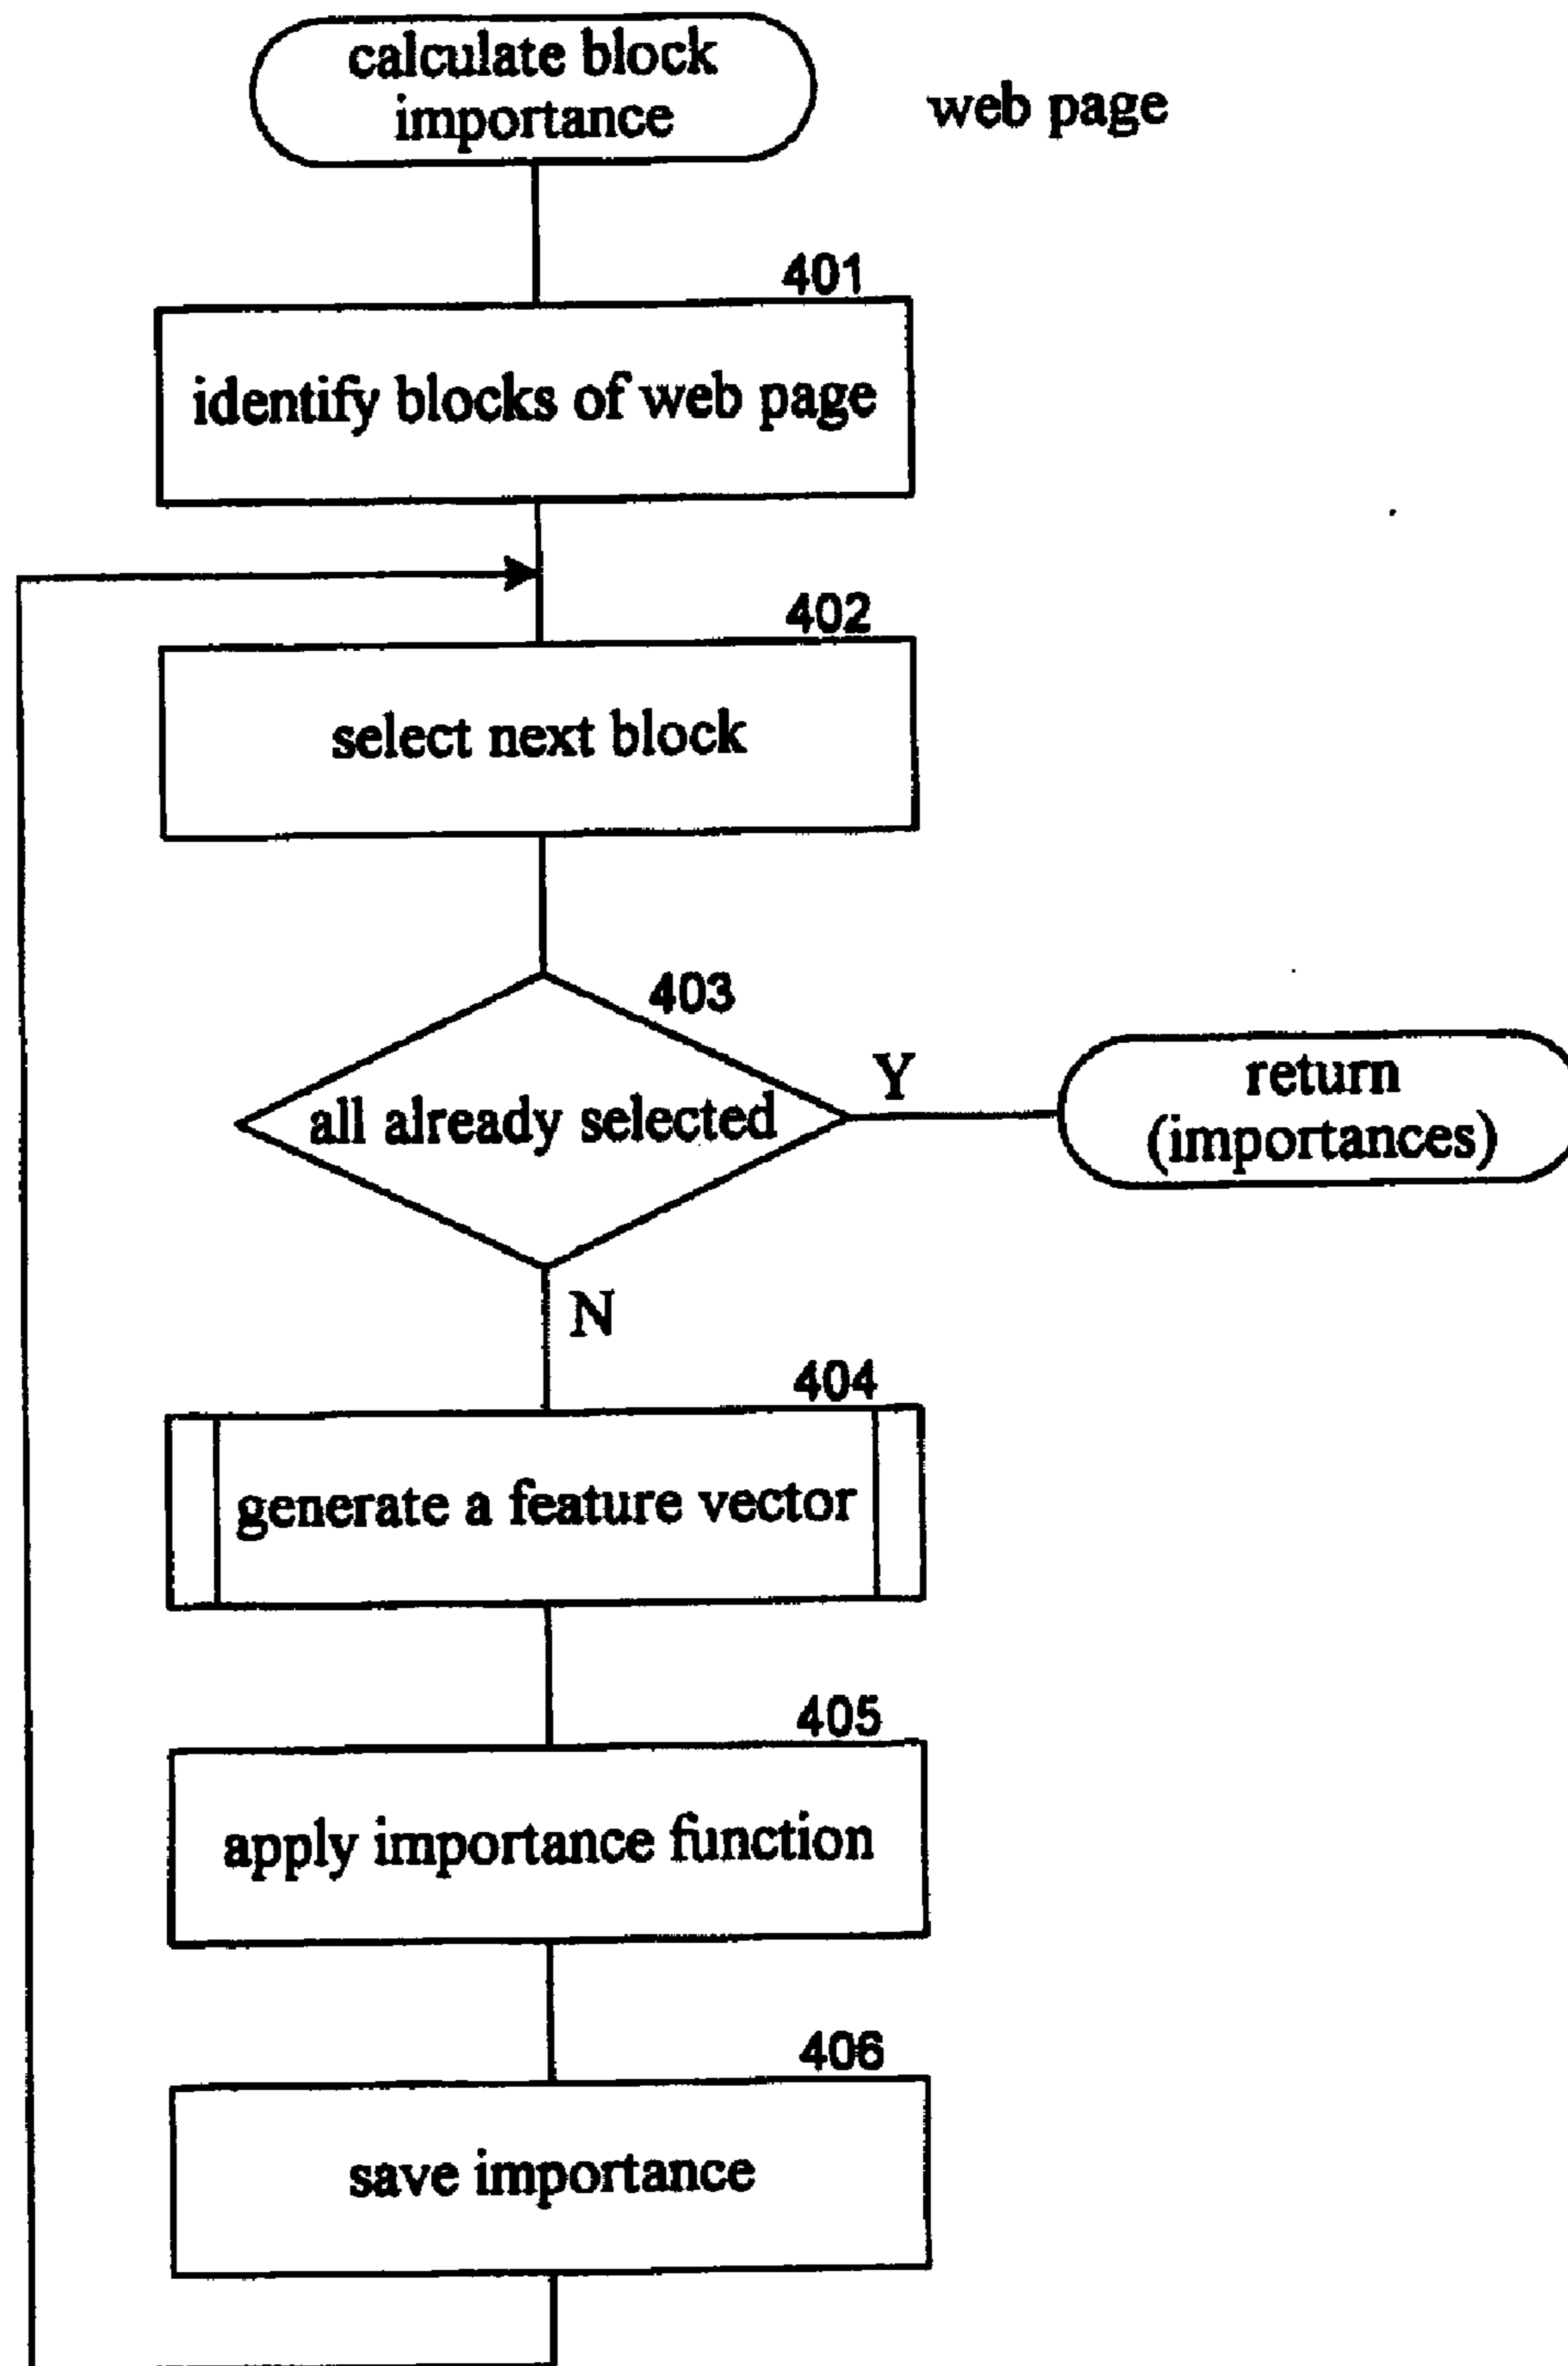 calculate block
importance
web page
401
identify blocks of web page
402
select next block
403
all already selected
Y
return
(importances)
N
404
generate a feature vector
405
apply importance function
406
save importance